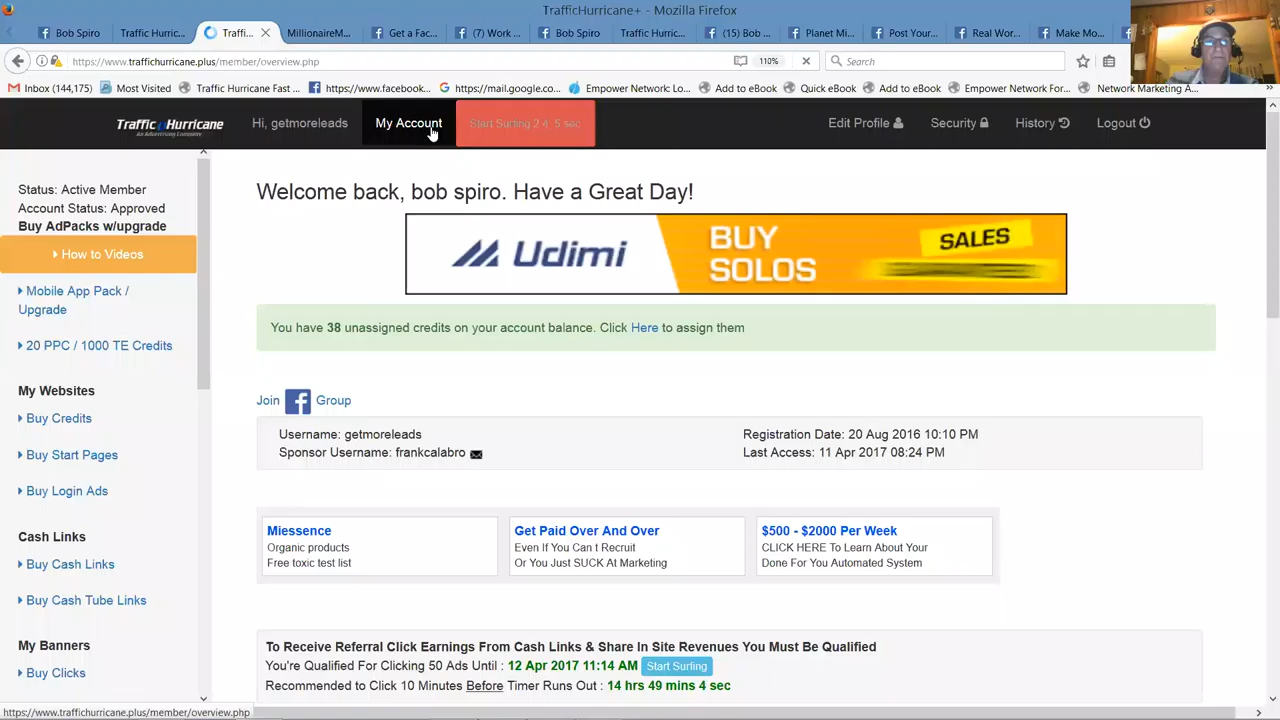 TrafficHurricane+ - Mozilla Firefox
Bob Spiro
Traffic Hurric...
Traffi...
MillionaireM...
Get a Fac...
(7) Work ...
Bob Spiro
Traffic Hurric...
(15) Bob ...
Planet Mi...
Post Your...
Real Wor...
Make Mo...
https://www.traffichurricane.plus/member/overview.php
110%
Search
Inbox (144,175)
Most Visited
Traffic Hurricane Fast ...
https://www.facebook...
https://mail.google.co...
Empower Network: Lo...
Add to eBook
Quick eBook
Add to eBook
Empower Network: For...
Network Marketing A...
Traffic Hurricane
An Advertising Company
Hi, getmoreleads
My Account
Start Surfing 2 4 5 sec
Edit Profile
Security
History
Logout
Status: Active Member
Account Status: Approved
Buy AdPacks w/upgrade
How to Videos
Mobile App Pack /
Upgrade
20 PPC / 1000 TE Credits
My Websites
Buy Credits
Buy Start Pages
Buy Login Ads
Cash Links
Buy Cash Links
Buy Cash Tube Links
My Banners
Buy Clicks
Welcome back, bob spiro. Have a Great Day!
Udimi
BUY
SOLOS
SALES
You have 38 unassigned credits on your account balance. Click Here to assign them
Join f Group
Username: getmoreleads
Sponsor Username: frankcalabro
Registration Date: 20 Aug 2016 10:10 PM
Last Access: 11 Apr 2017 08:24 PM
Miessence
Organic products
Free toxic test list
Get Paid Over And Over
Even If You Can t Recruit
Or You Just SUCK At Marketing
$500 - $2000 Per Week
CLICK HERE To Learn About Your
Done For You Automated System
To Receive Referral Click Earnings From Cash Links & Share In Site Revenues You Must Be Qualified
You're Qualified For Clicking 50 Ads Until : 12 Apr 2017 11:14 AM Start Surfing
Recommended to Click 10 Minutes Before Timer Runs Out : 14 hrs 49 mins 4 sec
https://www.traffichurricane.plus/member/overview.php